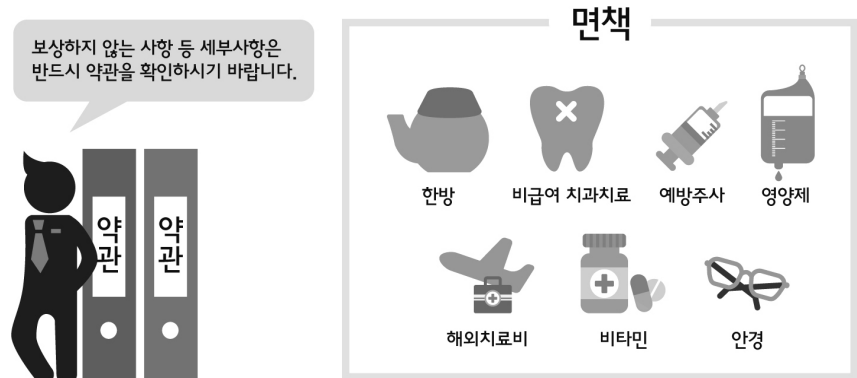 보상하지 않는 사항 등 세부사항은
반드시 약관을 확인하시기 바랍니다.
약관
약관
면책
한방
비급여 치과치료
예방주사
영양제
해외치료비
비타민
안경